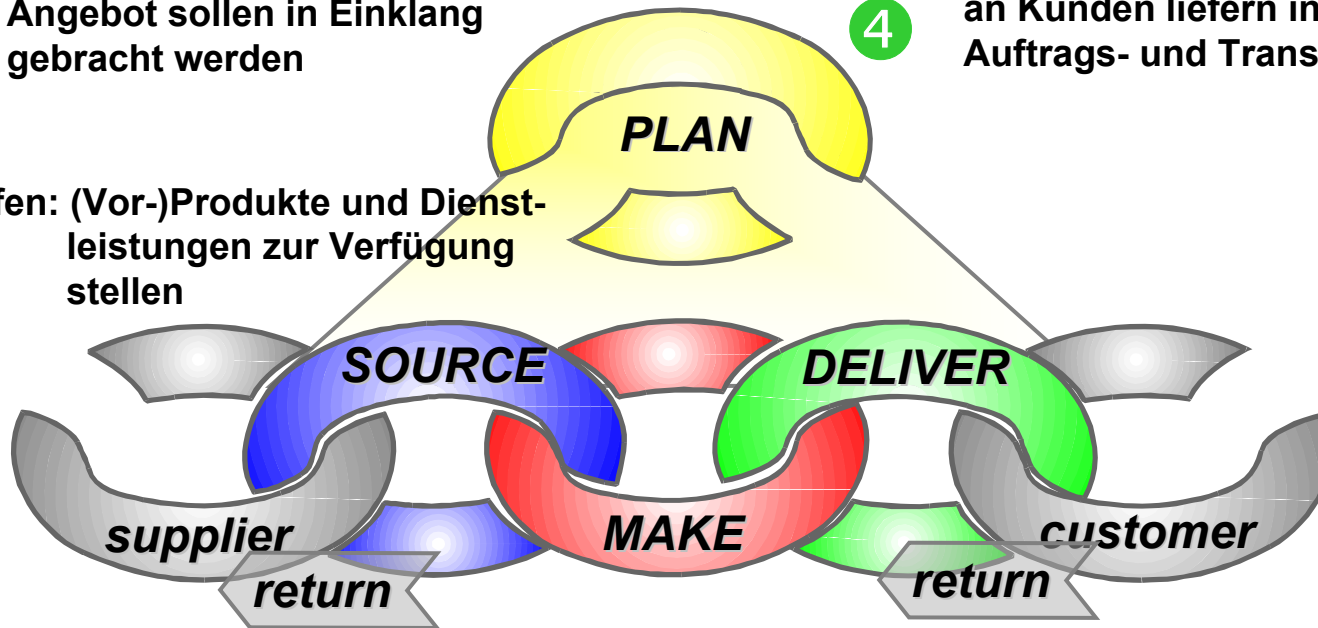 Angebot sollen in Einklang
gebracht werden
4
an Kunden liefern in
Auftrags- und Trans
PLAN
fen: (Vor-)Produkte und Dienst-
leistungen zur Verfügung
stellen
SOURCE
DELIVER
supplier
MAKE
customer
return
return